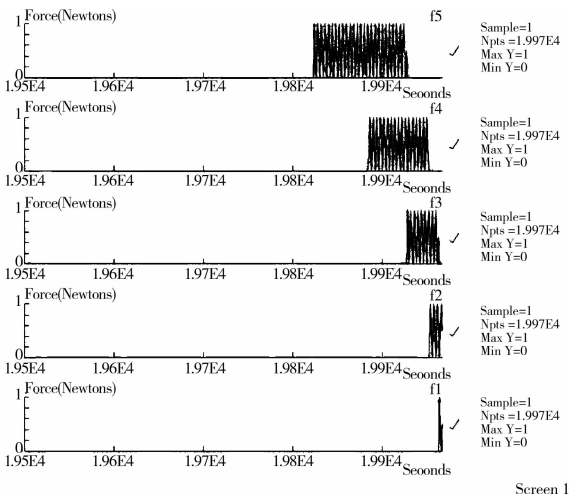 1 Force(Newtons) f5
0
1.95E4 1.96E4 1.97E4 1.98E4 1.99E4 Seoonds
Sample=1
Npts =1.997E4
Max Y=1
Min Y=0
Force(Newtons) f4
1
0
1.95E4 1.96E4 1.97E4 1.98E4 1.99E4 Seoonds
Sample=1
Npts =1.997E4
Max Y=1
Min Y=0
Force(Newtons) f3
1
0
1.95E4 1.96E4 1.97E4 1.98E4 1.99E4 Seoonds
Sample=1
Npts =1.997E4
Max Y=1
Min Y=0
Force(Newtons) f2
1
0
1.95E4 1.96E4 1.97E4 1.98E4 1.99E4 Seoonds
Sample=1
Npts =1.997E4
Max Y=1
Min Y=0
Force(Newtons) f1
1
0
1.95E4 1.96E4 1.97E4 1.98E4 1.99E4 Seoonds
Sample=1
Npts =1.997E4
Max Y=1
Min Y=0
Screen 1